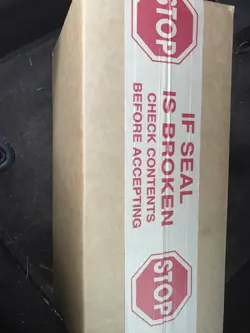 STOP
IF SEAL
IS BROKEN
CHECK CONTENTS
BEFORE ACCEPTING
STOP